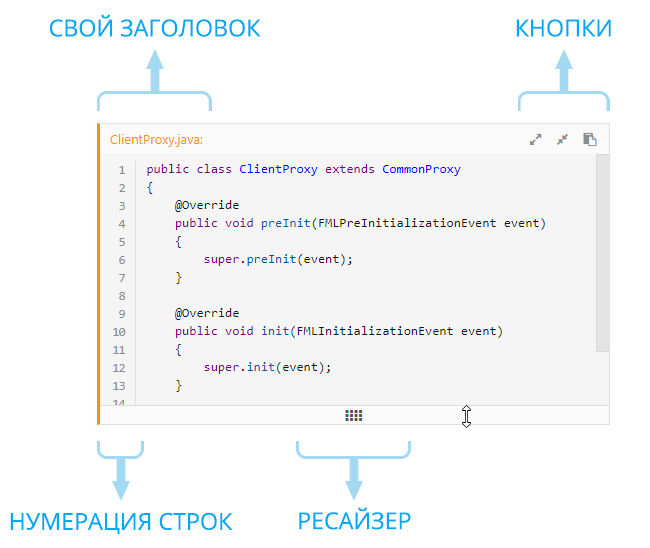 СВОЙ ЗАГОЛОВОК КНОПКИ
ClientProxy.java:
1 public class ClientProxy extends CommonProxy
2 {
3     @Override
4     public void preInit(FMLPreInitializationEvent event)
5     {
6         super.preInit(event);
7     }
8
9     @Override
10     public void init(FMLInitializationEvent event)
11     {
12         super.init(event);
13     }
14
НУМЕРАЦИЯ СТРОК РЕСАЙЗЕР